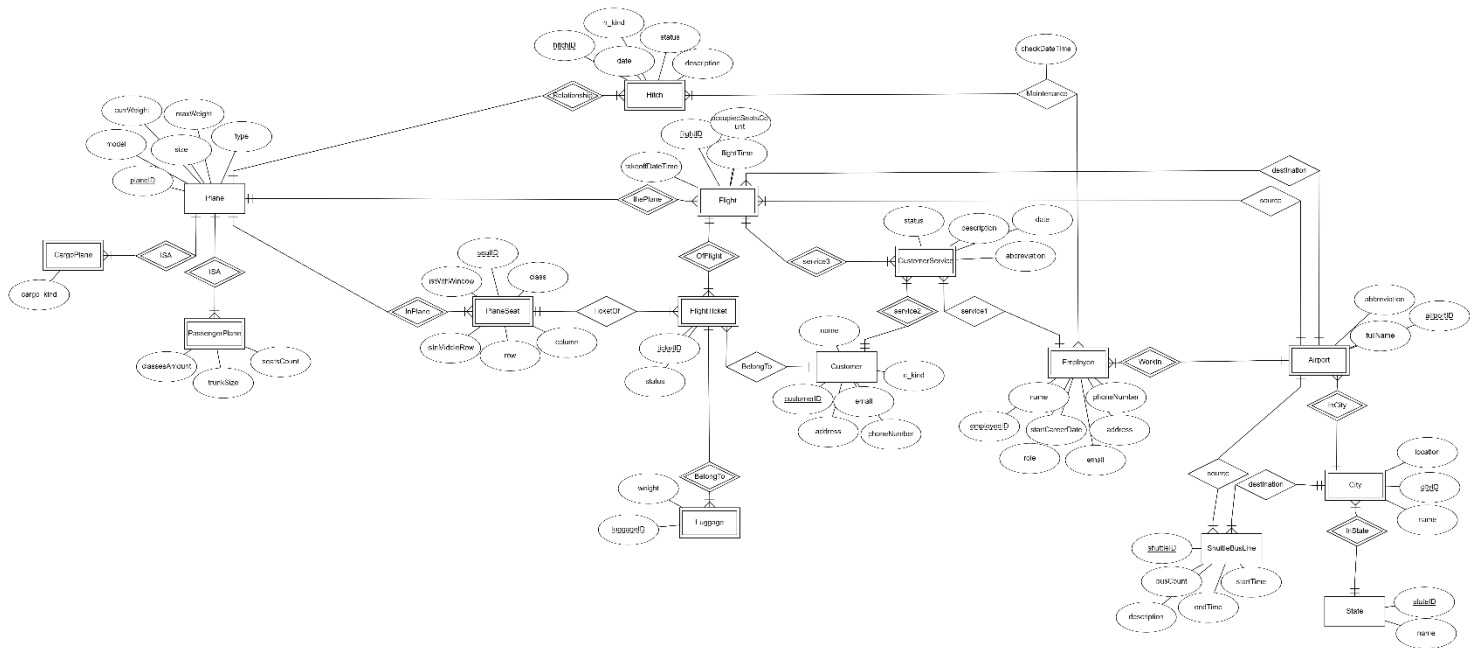 h_kind
hitchID
status
date
description
checkDateTime
Relationship
Hitch
Maintenance
currWeight
maxWeight
type
model
size
planeID
Plane
flightID
flightTime
takeoffDateTime
thePlane
Flight
destination
source
CargoPlane
ISA
ISA
cargo_kind
OfFlight
status
date
abbreviation
service3
CustomerService
seatID
class
InPlane
PlaneSeat
TicketOf
FlightTicket
service2
service1
abbreviation
airportID
fullName
PassengerPlane
isInMiddleRow
row
column
name
classesAmount
seatsCount
trunkSize
ticketID
status
BelongTo
Customer
c_kind
Employee
WorkIn
Airport
customerID
email
address
phoneNumber
name
phoneNumber
employeeID
startCareerDate
address
role
email
InCity
source
destination
City
location
cityID
name
weight
BelongTo
luggageID
Luggage
InState
shuttleID
ShuttleBusLine
busCount
startTime
endTime
description
State
stateID
name